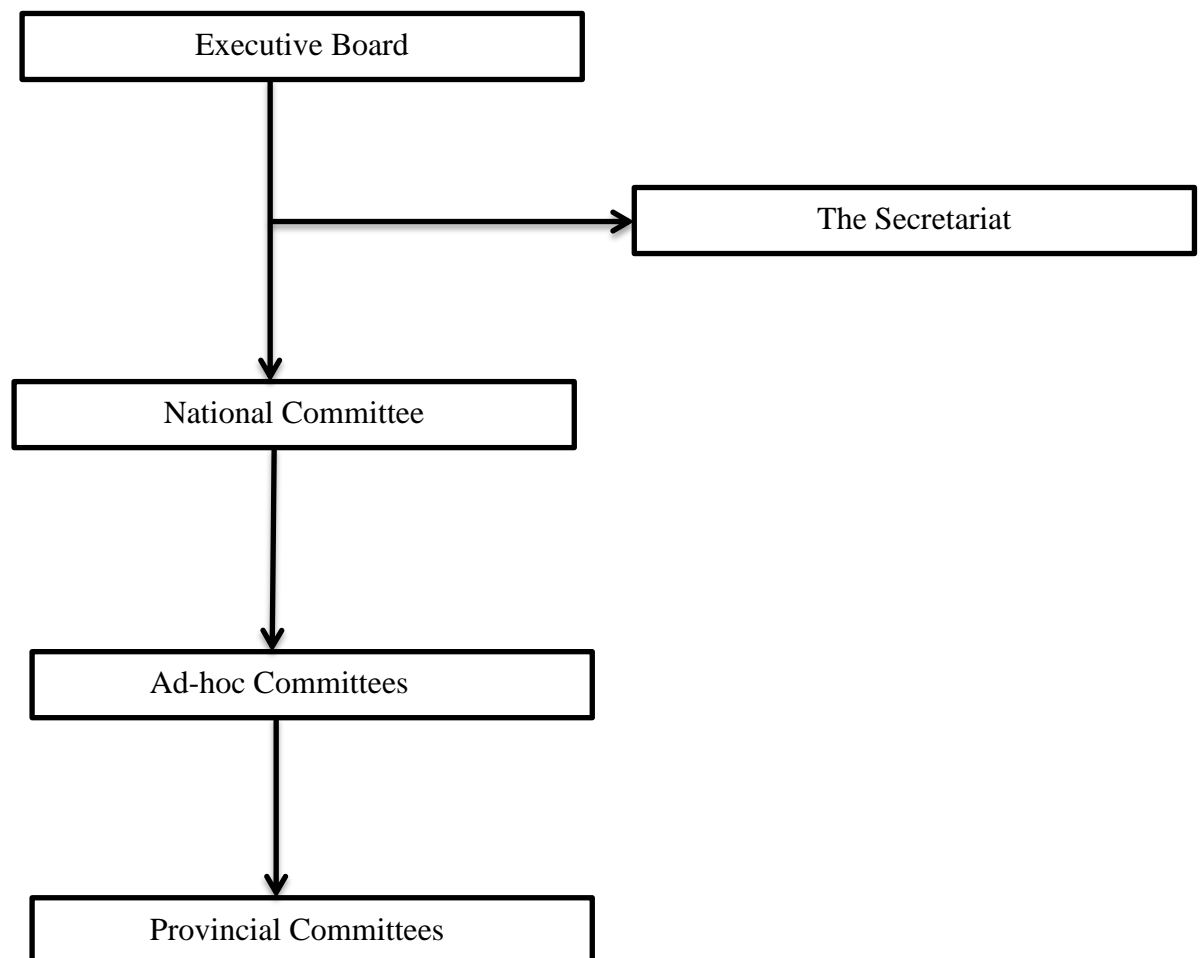 Executive Board
The Secretariat
National Committee
Ad-hoc Committees
Provincial Committees